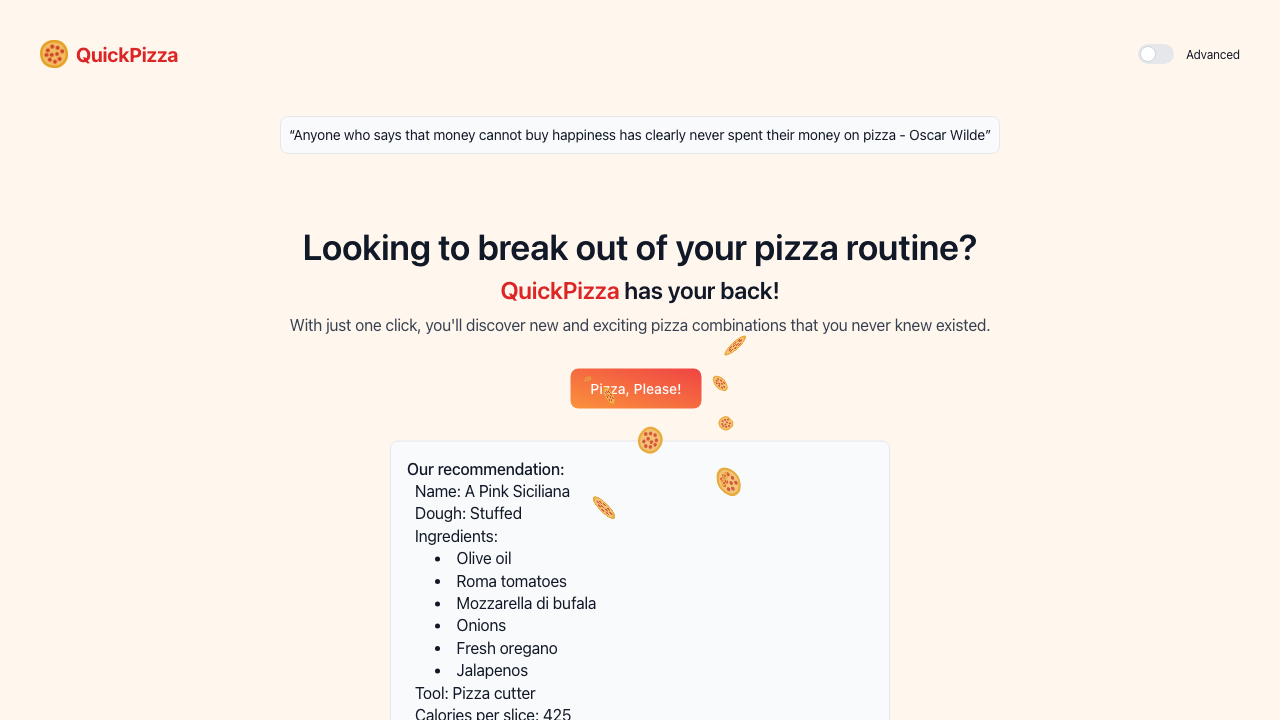 QuickPizza
Advanced
“Anyone who says that money cannot buy happiness has clearly never spent their money on pizza - Oscar Wilde”
Looking to break out of your pizza routine?
QuickPizza has your back!
With just one click, you'll discover new and exciting pizza combinations that you never knew existed.
Pizza, Please!
Our recommendation:
Name: A Pink Siciliana
Dough: Stuffed
Ingredients:
• Olive oil
• Roma tomatoes
• Mozzarella di bufala
• Onions
• Fresh oregano
• Jalapenos
Tool: Pizza cutter
Calories per slice: 425